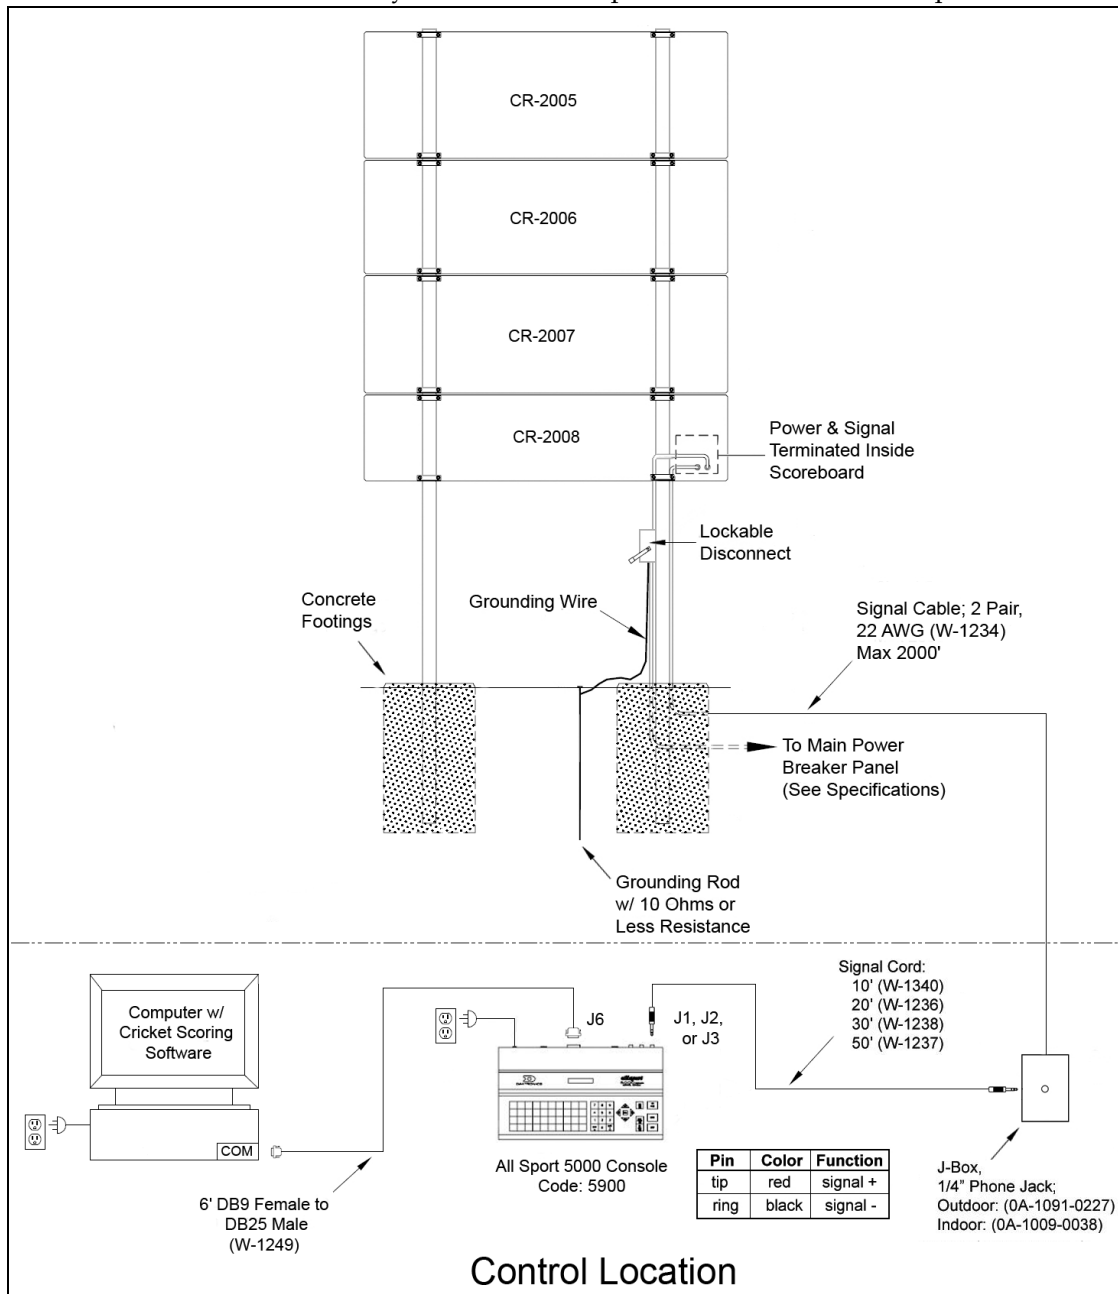 CR-2005
CR-2006
CR-2007
CR-2008
Power & Signal
Terminated Inside
Scoreboard
Lockable
Disconnect
Concrete
Footings
Grounding Wire
Signal Cable; 2 Pair,
22 AWG (W-1234)
Max 2000'
To Main Power
Breaker Panel
(See Specifications)
Grounding Rod
w/ 10 Ohms or
Less Resistance
Computer w/
Cricket Scoring
Software
COM
6' DB9 Female to
DB25 Male
(W-1249)
J6
J1, J2,
or J3
All Sport 5000 Console
Code: 5900
Signal Cord:
10' (W-1340)
20' (W-1236)
30' (W-1238)
50' (W-1237)
Pin Color Function
tip red signal +
ring black signal -
J-Box,
1/4" Phone Jack;
Outdoor: (0A-1091-0227)
Indoor: (0A-1009-0038)
Control Location